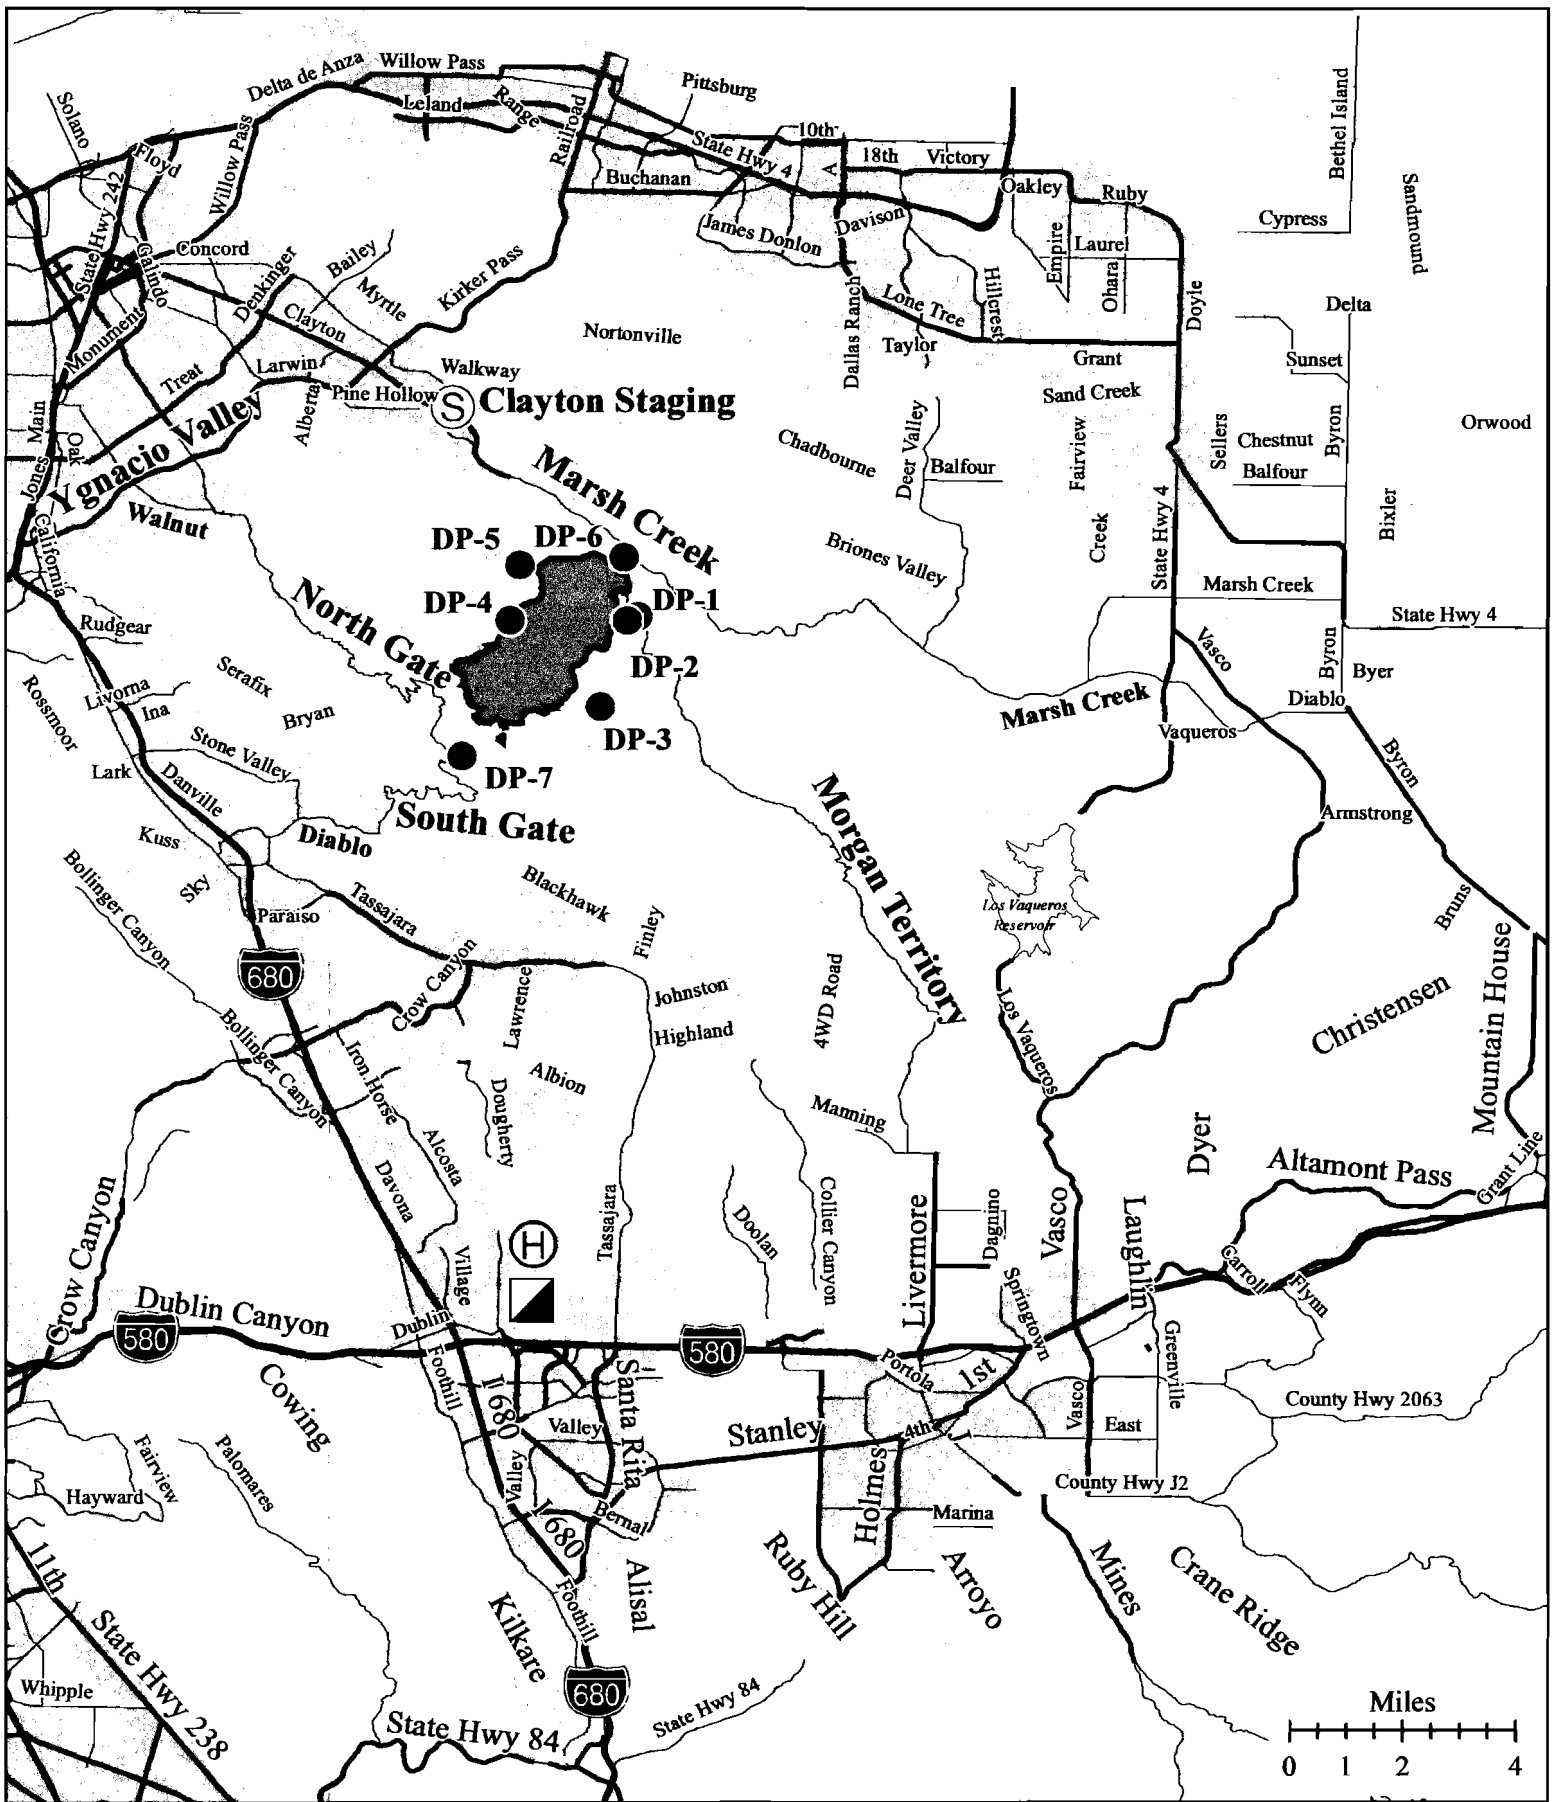 Delta de Anza
Willow Pass
Pittsburg
Solano
Leland
Range
Railroad
10th
State Hwy 4
A
18th
Victory
Bethel Island
Floyd
Willow Pass
State Hwy 242
Buchanan
Oakley
Ruby
Sandmound
Cypress
James Donlon
Davison
Empire
Laurel
Ohara
Concord
Galindo
Denkinger
Bailey
Myrtle
Kirker Pass
Hillcrest
Doyle
Delta
Monument
Clayton
Nortonville
Dallas Ranch
Lone Tree
Taylor
Grant
Sunset
Treat
Larwin
Walkway
Alberta
Pine Hollow
S
Clayton Staging
Sand Creek
Main
Oak
Ygnacio Valley
Deer Valley
Fairview
Sellers
Chestnut
Byron
Orwood
Jones
Chadbourne
Balfour
Balfour
Marsh Creek
Walnut
California
Creek
State Hwy 4
Bixler
DP-5
DP-6
Briones Valley
DP-4
DP-1
Marsh Creek
State Hwy 4
North Gate
Rudgear
Vasco
Byron
Byer
DP-2
Serafix
Livorna
Rossmoor
Ina
Bryan
Marsh Creek
Diablo
DP-3
Vaqueros
Stone Valley
Lark
Danville
DP-7
Byron
South Gate
Kuss
Diablo
Armstrong
Morgan Territory
Bollinger Canyon
Sky
Blackhawk
Tassajara
Paraiso
Finley
Los Vaqueros
Reservoir
Bruns
Crow Canyon
680
Lawrence
Johnston
4WD Road
Los Vaqueros
Christensen
Mountain House
Bollinger Canyon
Iron Horse
Highland
Albion
Dougherty
Manning
Dyer
Alcosta
Davona
Altamont Pass
Grant Line
Crow Canyon
Tassajara
Doolan
Collier Canyon
Livermore
Dagnino
Vasco
Laughlin
H
Village
Springtown
Carroll
Flynn
Dublin Canyon
Dublin
580
580
Foothill
Portola
1st
Greenville
Cowing
I 680
Santa Rita
Valley
Stanley
4th
J
Vasco
East
County Hwy 2063
Fairview
Palomares
Hayward
Valley
Holmes
County Hwy J2
I 680
Bernal
Marina
11th
Ruby Hill
Arroyo
Mines
Crane Ridge
Foothill
Alisal
Kilkare
State Hwy 238
Whipple
680
State Hwy 84
State Hwy 84
Miles
0 1 2 4